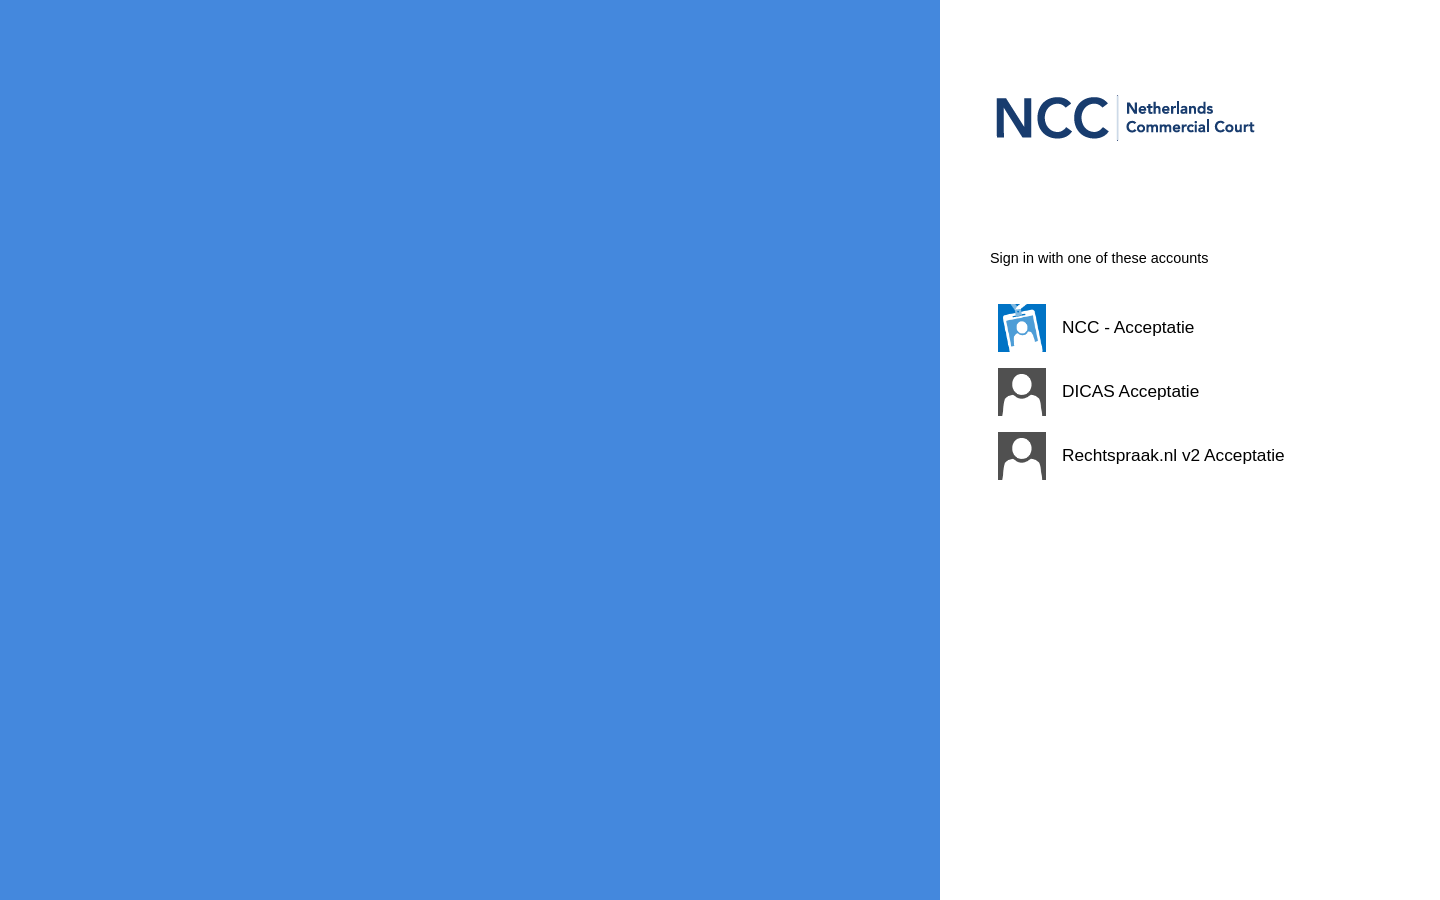 NCC
Netherlands
Commercial Court
Sign in with one of these accounts
NCC - Acceptatie
DICAS Acceptatie
Rechtspraak.nl v2 Acceptatie